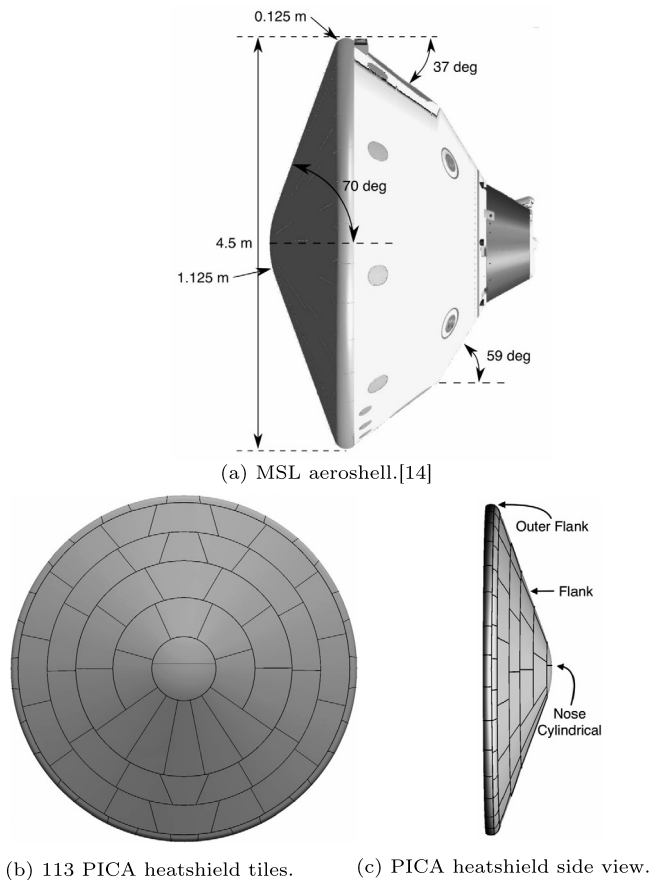 0.125 m
37 deg
70 deg
4.5 m
1.125 m
59 deg
(a) MSL aeroshell.[14]
Outer Flank
Flank
Nose
Cylindrical
(b) 113 PICA heatshield tiles.
(c) PICA heatshield side view.